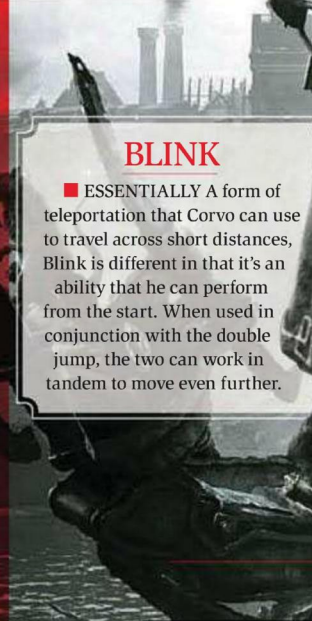 BLINK
ESSENTIALLY A form of
teleportation that Corvo can use
to travel across short distances,
Blink is different in that it's an
ability that he can perform
from the start. When used in
conjunction with the double
jump, the two can work in
tandem to move even further.